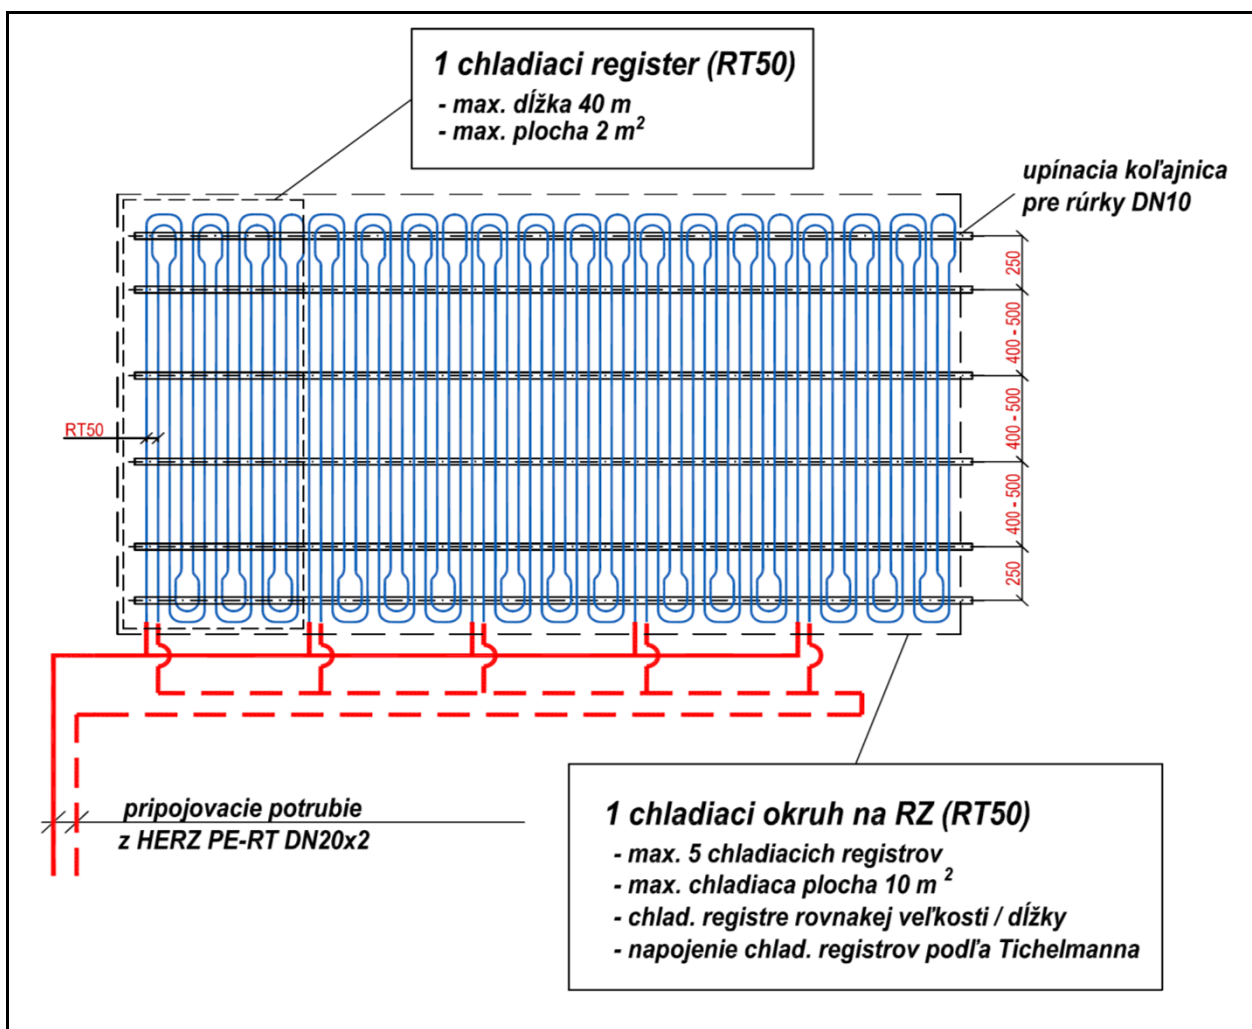 1 chladiaci register (RT50)
- max. dĺžka 40 m
- max. plocha 2 m²
upínacia koľajnica
pre rúrky DN10
250
400 - 500
RT50
400 - 500
400 - 500
250
pripojovacie potrubie
z HERZ PE-RT DN20x2
1 chladiaci okruh na RZ (RT50)
- max. 5 chladiacich registrov
- max. chladiaca plocha 10 m ²
- chlad. registre rovnakej veľkosti / dĺžky
- napojenie chlad. registrov podľa Tichelmanna